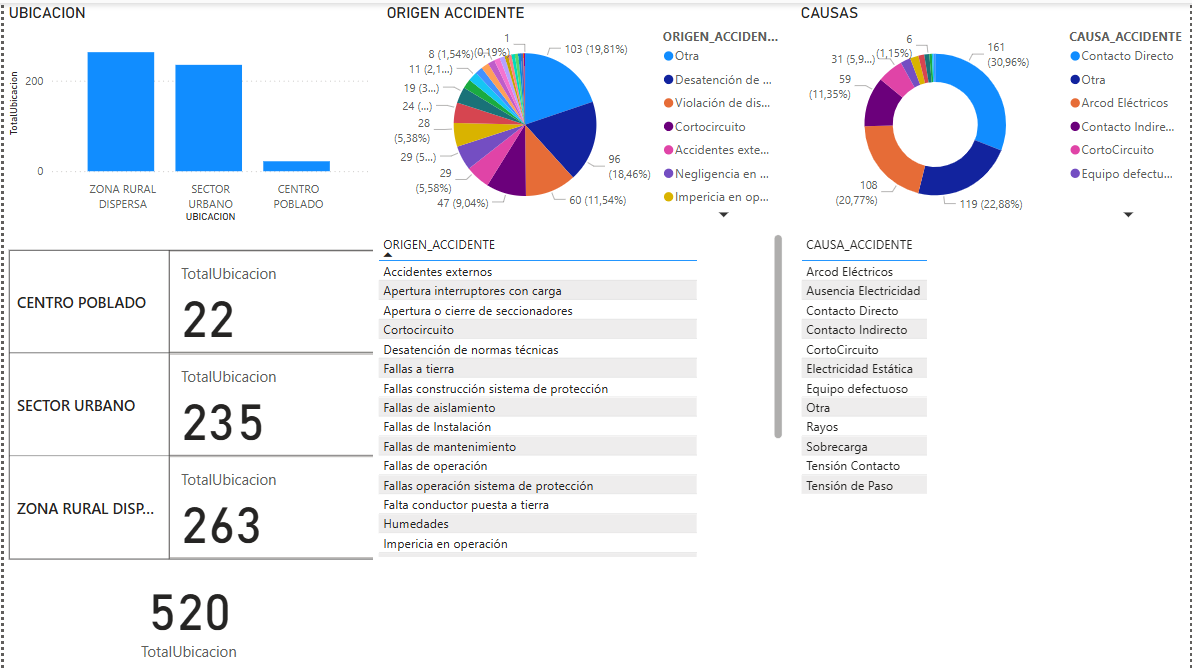 UBICACION
TotalUbicacion
200
0
ZONA RURAL
DISPERSA
SECTOR
URBANO
CENTRO
POBLADO
UBICACION
ORIGEN ACCIDENTE
1
8 (1,54%)
(0,19%)
11 (2,1...)
19 (3...)
24 (...)
28
(5,38%)
29 (5...)
29
(5,58%)
47 (9,04%)
60 (11,54%)
96
(18,46%)
103 (19,81%)
ORIGEN_ACCIDEN...
Otra
Desatención de ...
Violación de dis...
Cortocircuito
Accidentes exte...
Negligencia en ...
Impericia en op...
CAUSAS
6
(1,15%)
31 (5,9...)
59
(11,35%)
108
(20,77%)
119 (22,88%)
161
(30,96%)
CAUSA_ACCIDENTE
Contacto Directo
Otra
Arcod Eléctricos
Contacto Indire...
CortoCircuito
Equipo defectu...
CENTRO POBLADO
TotalUbicacion
22
SECTOR URBANO
TotalUbicacion
235
ZONA RURAL DISP...
TotalUbicacion
263
520
TotalUbicacion
ORIGEN_ACCIDENTE
Accidentes externos
Apertura interruptores con carga
Apertura o cierre de seccionadores
Cortocircuito
Desatención de normas técnicas
Fallas a tierra
Fallas construcción sistema de protección
Fallas de aislamiento
Fallas de Instalación
Fallas de mantenimiento
Fallas de operación
Fallas operación sistema de protección
Falta conductor puesta a tierra
Humedades
Impericia en operación
CAUSA_ACCIDENTE
Arcod Eléctricos
Ausencia Electricidad
Contacto Directo
Contacto Indirecto
CortoCircuito
Electricidad Estática
Equipo defectuoso
Otra
Rayos
Sobrecarga
Tensión Contacto
Tensión de Paso